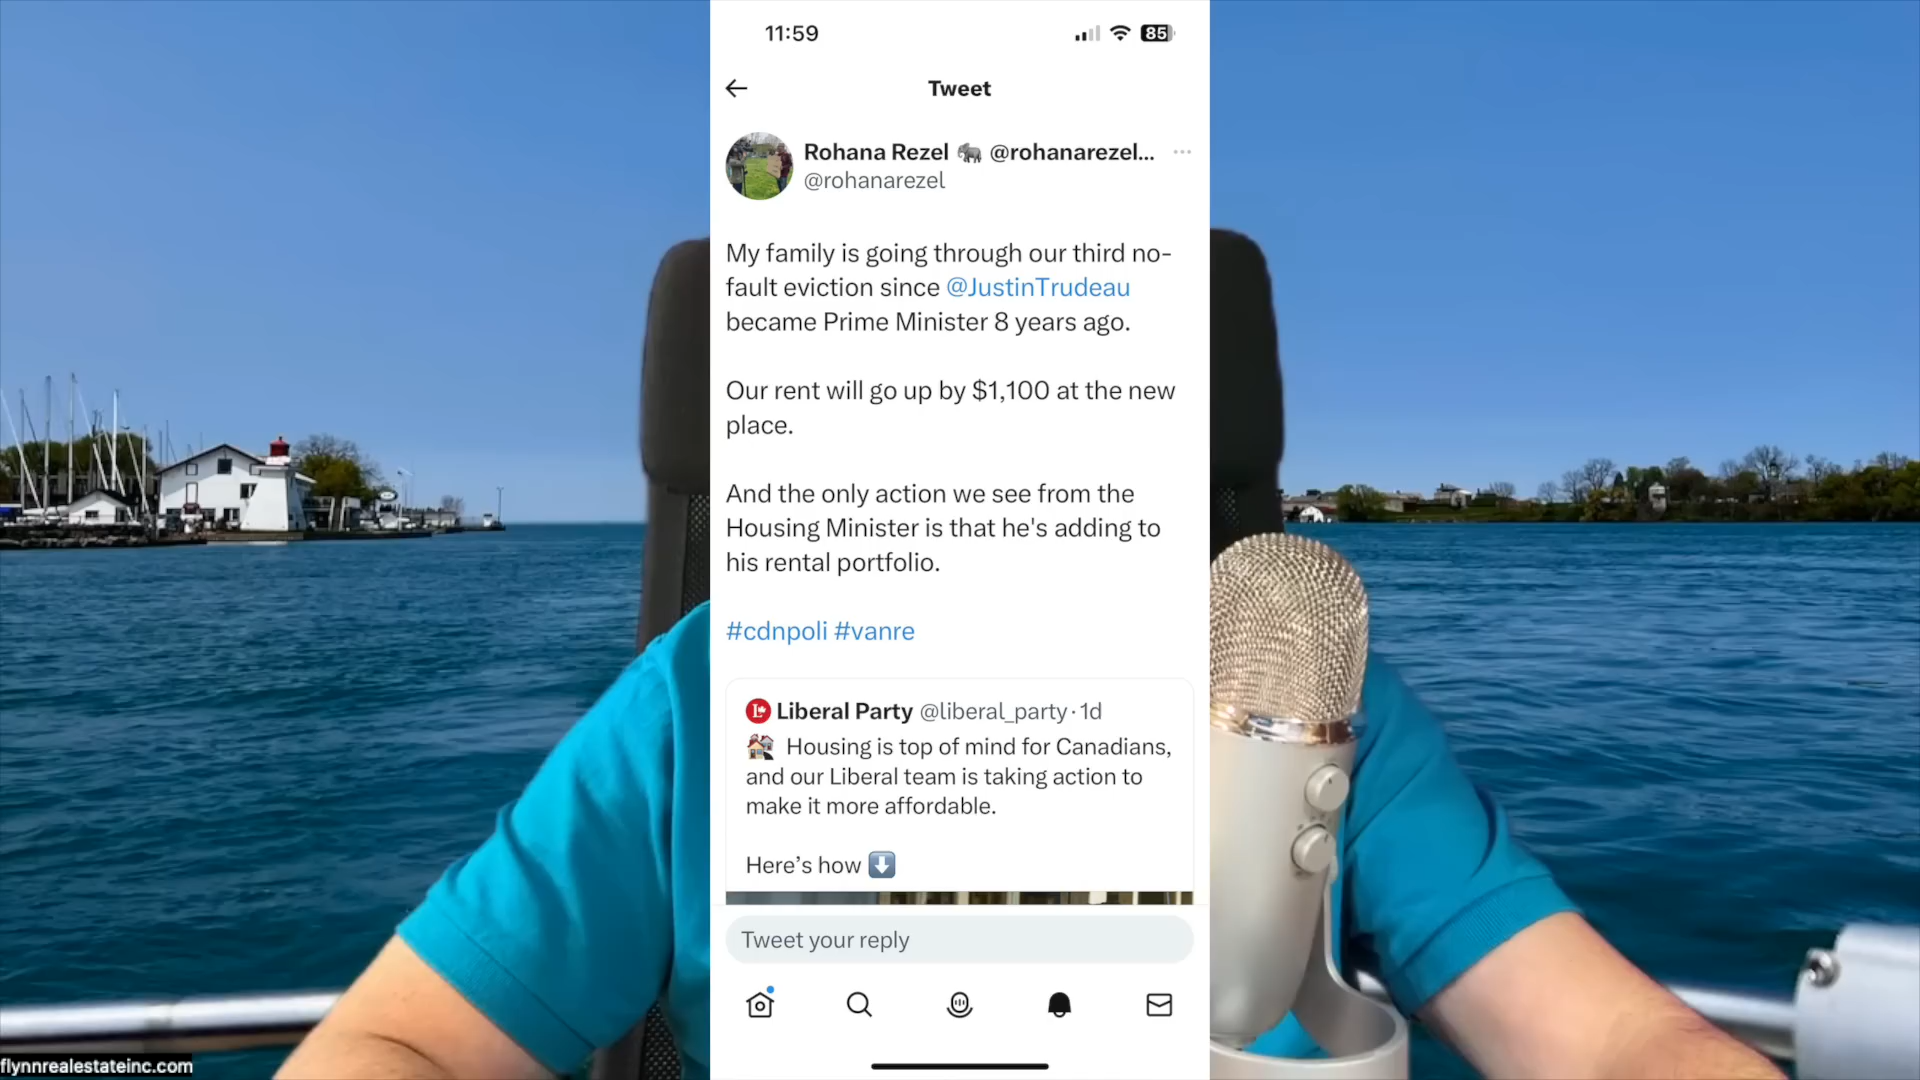 11:59
85
Tweet
Rohana Rezel 🐘 @rohanarezel...
@rohanarezel
My family is going through our third no-
fault eviction since @JustinTrudeau
became Prime Minister 8 years ago.
Our rent will go up by $1,100 at the new
place.
And the only action we see from the
Housing Minister is that he's adding to
his rental portfolio.
#cdnpoli #vanre
Liberal Party @liberal_party · 1d
🏘️ Housing is top of mind for Canadians,
and our Liberal team is taking action to
make it more affordable.
Here’s how ⬇️
Tweet your reply
flynnrealestateinc.com